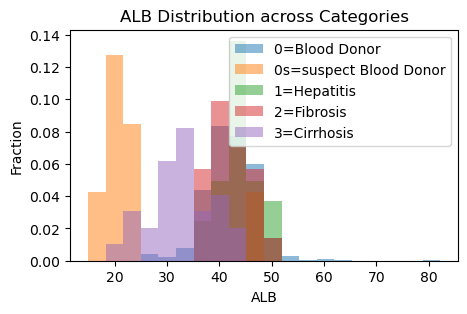 ALB Distribution across Categories
0.14
0.12
0.10
0.08
0.06
0.04
0.02
0.00
Fraction
0=Blood Donor
0s=suspect Blood Donor
1=Hepatitis
2=Fibrosis
3=Cirrhosis
20 30 40 50 60 70 80
ALB